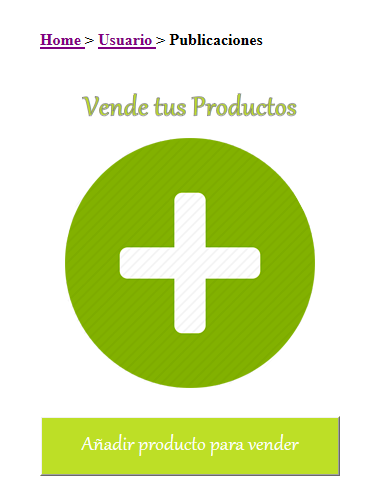 Home > Usuario > Publicaciones
Vende tus Productos
Añadir producto para vender